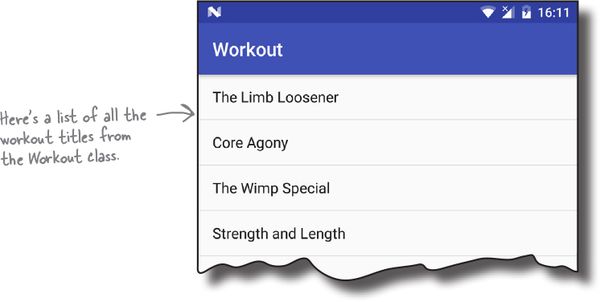 16:11
Workout
Here's a list of all the
workout titles from
the Workout class.
The Limb Loosener
Core Agony
The Wimp Special
Strength and Length